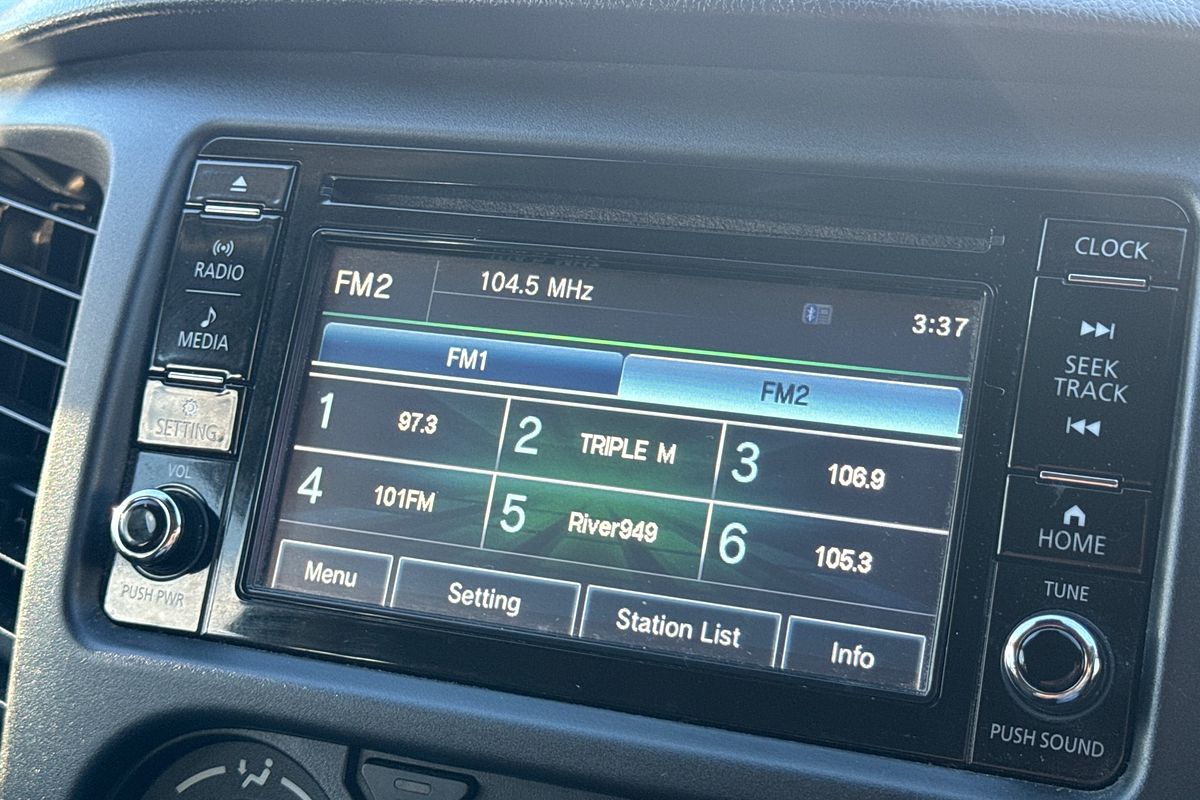 RADIO
MEDIA
SETTING
VOL
PUSH PWR
FM2
104.5 MHz
3:37
FM1
FM2
1 97.3
2 TRIPLE M
3 106.9
4 101FM
5 River949
6 105.3
Menu
Setting
Station List
Info
CLOCK
SEEK
TRACK
HOME
TUNE
PUSH SOUND